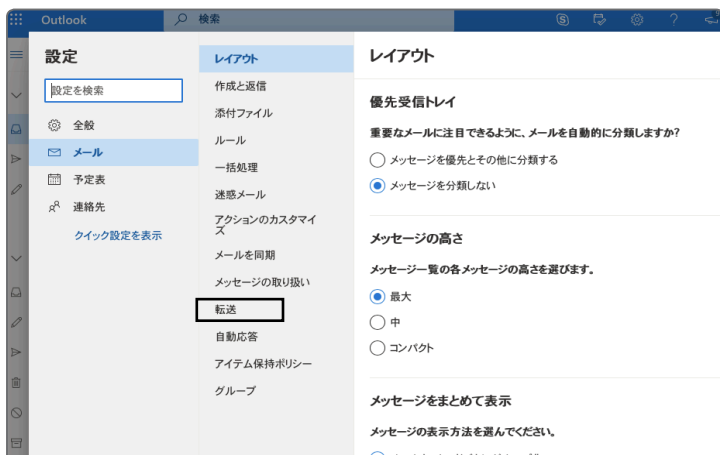 Outlook
検索
設定
設定を検索
全般
メール
予定表
連絡先
クイック設定を表示
レイアウト
作成と返信
添付ファイル
ルール
一括処理
迷惑メール
アクションのカスタマイ
ズ
メールを同期
メッセージの取り扱い
転送
自動応答
アイテム保持ポリシー
グループ
レイアウト
優先受信トレイ
重要なメールに注目できるように、メールを自動的に分類しますか?
メッセージを優先とその他に分類する
メッセージを分類しない
メッセージの高さ
メッセージ一覧の各メッセージの高さを選びます。
最大
中
コンパクト
メッセージをまとめて表示
メッセージの表示方法を選んでください。